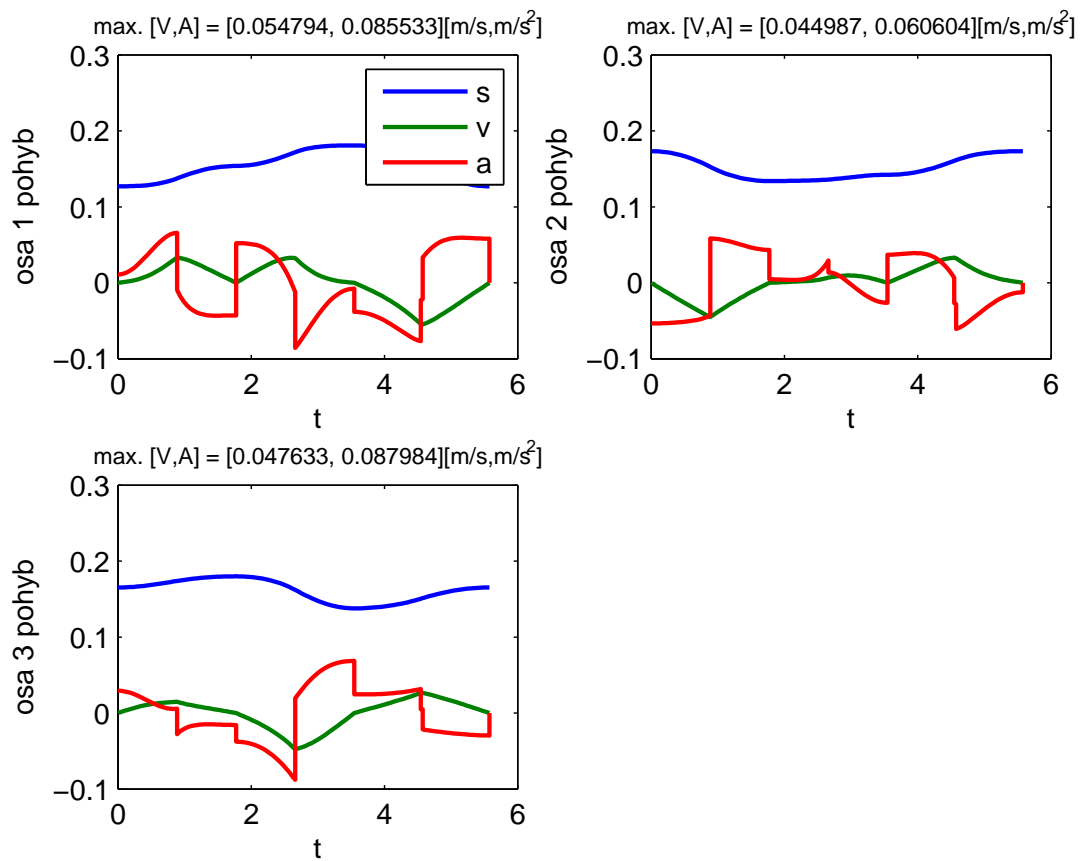 max. [V,A] = [0.054794, 0.085533][m/s,m/s²]
0.3
0.2
0.1
0
−0.1
osa 1 pohyb
s
v
a
0
2
4
6
t
max. [V,A] = [0.044987, 0.060604][m/s,m/s²]
0.3
0.2
0.1
0
−0.1
osa 2 pohyb
0
2
4
6
t
max. [V,A] = [0.047633, 0.087984][m/s,m/s²]
0.3
0.2
0.1
0
−0.1
osa 3 pohyb
0
2
4
6
t